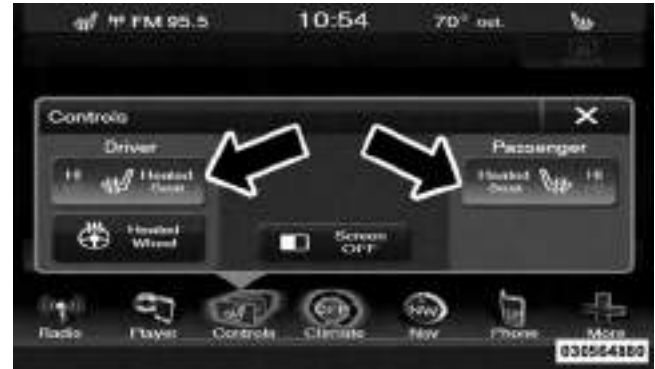 FM 95.5 10:54 70° out
Controls
Driver Passenger
HI Heated Seat
Heated Seat HI
Heated Wheel
Screen OFF
Radio Player Controls Climate Nav Phone More
030564880